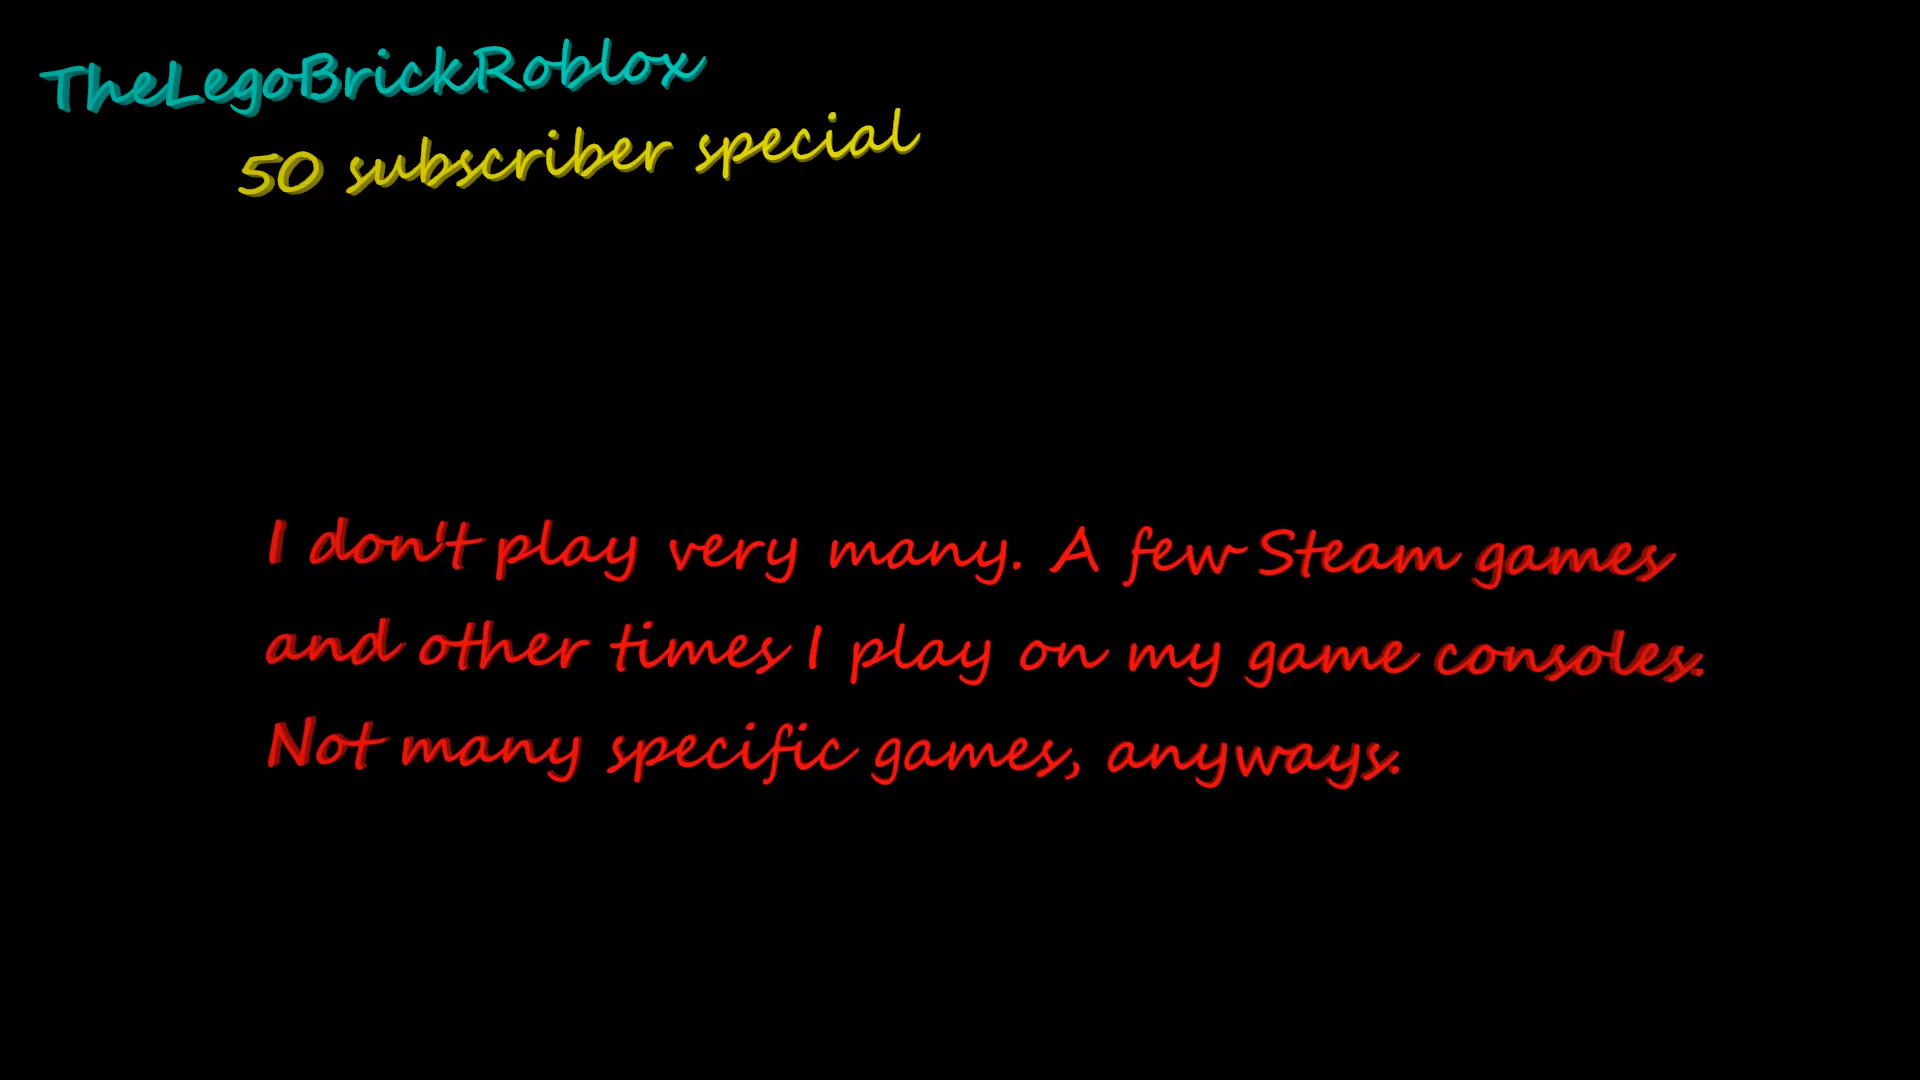 TheLegoBrickRoblox
50 subscriber special
I don't play very many. A few Steam games
and other times I play on my game consoles.
Not many specific games, anyways.